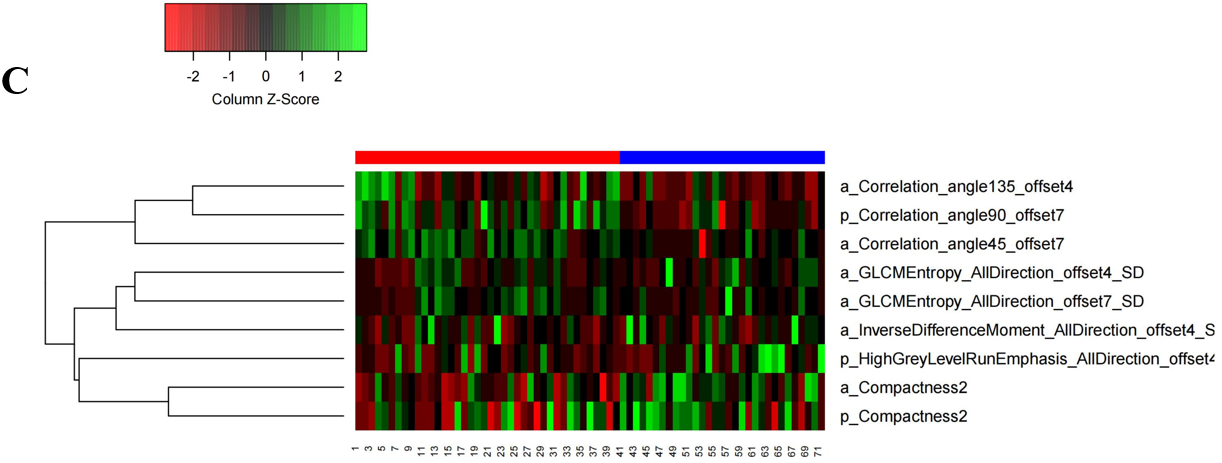 C
-2 -1 0 1 2
Column Z-Score
a_Correlation_angle135_offset4
p_Correlation_angle90_offset7
a_Correlation_angle45_offset7
a_GLCMEntropy_AllDirection_offset4_SD
a_GLCMEntropy_AllDirection_offset7_SD
a_InverseDifferenceMoment_AllDirection_offset4_S
p_HighGreyLevelRunEmphasis_AllDirection_offset4
a_Compactness2
p_Compactness2
1 3 5 7 9 11 13 15 17 19 21 23 25 27 29 31 33 35 37 39 41 43 45 47 49 51 53 55 57 59 61 63 65 67 69 71